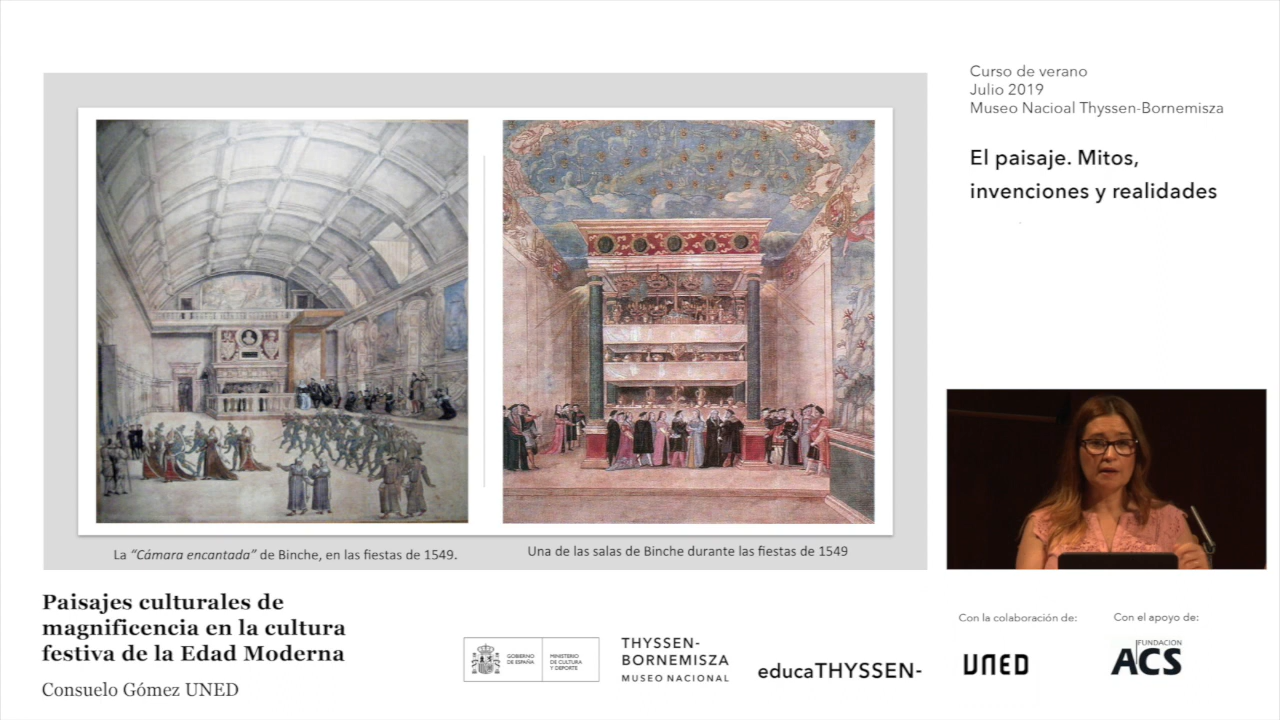 Curso de verano
Julio 2019
Museo Nacioal Thyssen-Bornemisza
El paisaje. Mitos,
invenciones y realidades
La “Cámara encantada” de Binche, en las fiestas de 1549.
Una de las salas de Binche durante las fiestas de 1549
Paisajes culturales de
magnificencia en la cultura
festiva de la Edad Moderna
Consuelo Gómez UNED
GOBIERNO
DE ESPAÑA
MINISTERIO
DE CULTURA
Y DEPORTE
THYSSEN-
BORNEMISZA
MUSEO NACIONAL
educaTHYSSEN-
Con la colaboración de:
UNED
Con el apoyo de:
FUNDACION
ACS